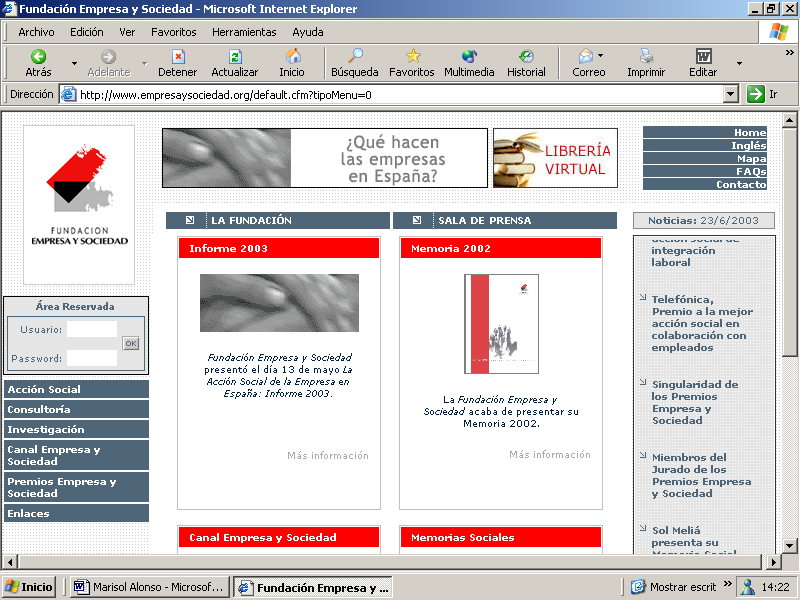 Fundación Empresa y Sociedad - Microsoft Internet Explorer
Archivo Edición Ver Favoritos Herramientas Ayuda
Atrás Adelante Detener Actualizar Inicio Búsqueda Favoritos Multimedia Historial Correo Imprimir Editar
Dirección http://www.empresaysociedad.org/default.cfm?tipoMenu=0 Ir
FUNDACION
EMPRESA Y SOCIEDAD
¿Qué hacen
las empresas
en España?
LIBRERÍA
VIRTUAL
Home
Inglés
Mapa
FAQs
Contacto
Área Reservada
Usuario:
Password:
OK
Acción Social
Consultoría
Investigación
Canal Empresa y
Sociedad
Premios Empresa y
Sociedad
Enlaces
LA FUNDACIÓN
Informe 2003
Fundación Empresa y Sociedad
presentó el día 13 de mayo La
Acción Social de la Empresa en
España: Informe 2003.
Más información
Canal Empresa y Sociedad
SALA DE PRENSA
Memoria 2002
La Fundación Empresa y
Sociedad acaba de presentar su
Memoria 2002.
Más información
Memorias Sociales
Noticias: 23/6/2003
acción social de
integración
laboral
Telefónica,
Premio a la mejor
acción social en
colaboración con
empleados
Singularidad de
los Premios
Empresa y
Sociedad
Miembros del
Jurado de los
Premios Empresa
y Sociedad
Sol Meliá
presenta su
Memoria Social
Inicio Marisol Alonso - Microsof... Fundación Empresa y ... Mostrar escrit » 14:22